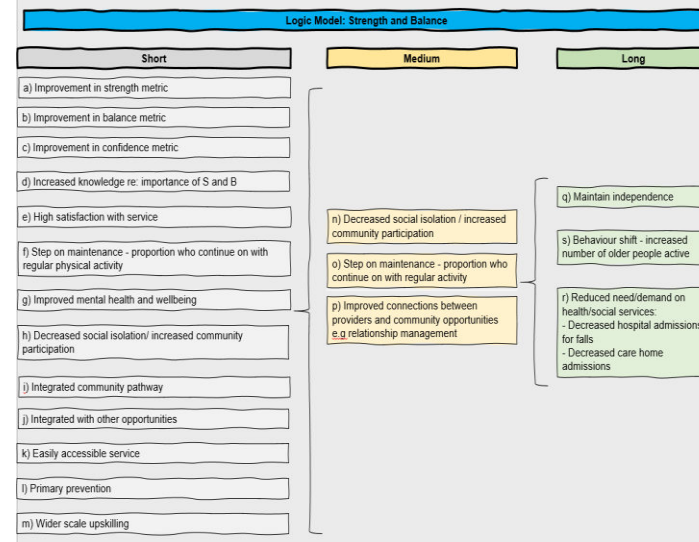 Logic Model: Strength and Balance
Short
Medium
Long
a) Improvement in strength metric
b) Improvement in balance metric
c) Improvement in confidence metric
d) Increased knowledge re: importance of S and B
e) High satisfaction with service
f) Step on maintenance - proportion who continue on with
regular physical activity
g) Improved mental health and wellbeing
h) Decreased social isolation/ increased community
participation
i) Integrated community pathway
j) Integrated with other opportunities
k) Easily accessible service
l) Primary prevention
m) Wider scale upskilling
n) Decreased social isolation / increased
community participation
o) Step on maintenance - proportion who
continue on with regular activity
p) Improved connections between
providers and community opportunities
e.g relationship management
q) Maintain independence
s) Behaviour shift - increased
number of older people active
r) Reduced need/demand on
health/social services:
- Decreased hospital admissions
for falls
- Decreased care home
admissions